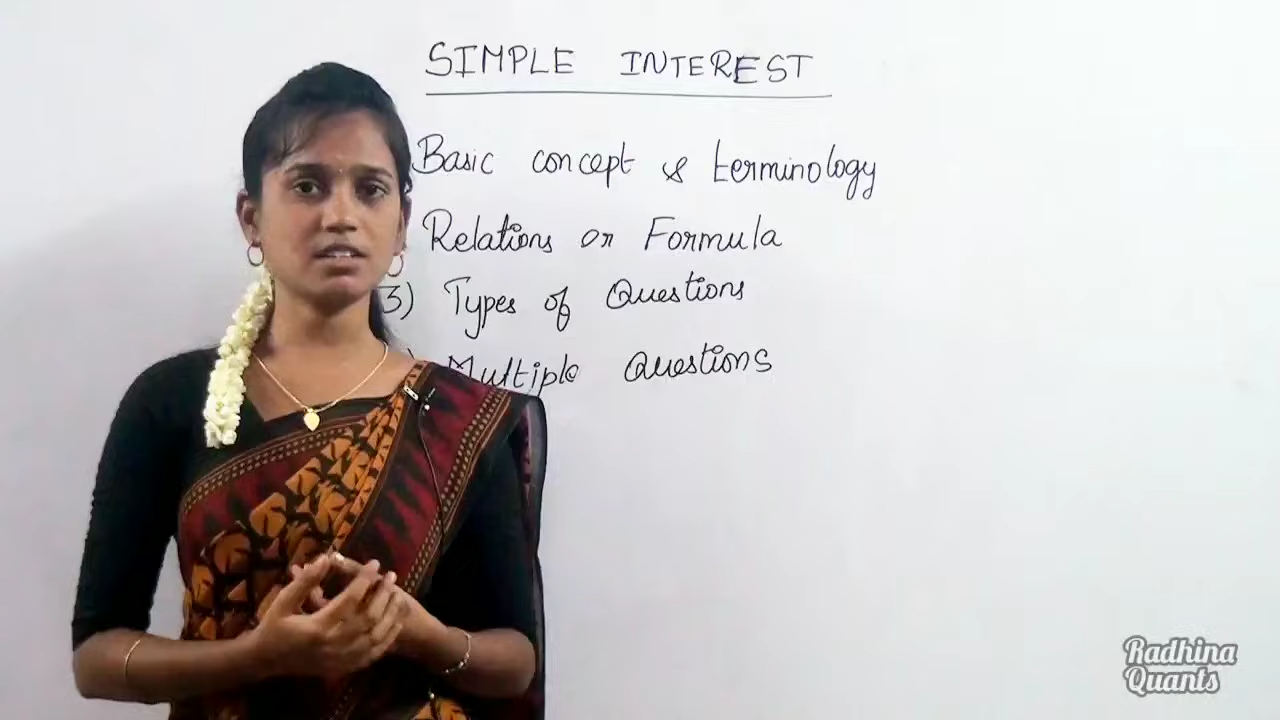 SIMPLE INTEREST
Basic concept & terminology
Relations or Formula
3) Types of Questions
) Multiple Questions
Radhina
Quants